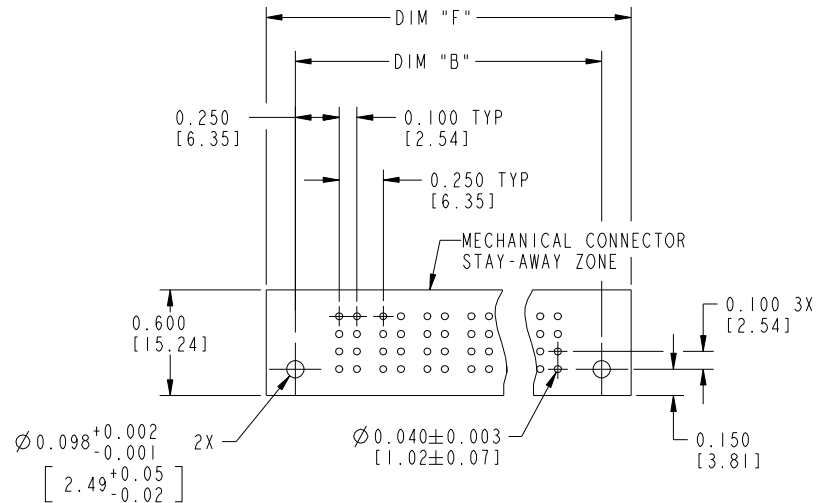 DIM "F"
DIM "B"
0.250
[6.35]
0.100 TYP
[2.54]
0.250 TYP
[6.35]
MECHANICAL CONNECTOR
STAY-AWAY ZONE
0.600
[15.24]
0.100 3X
[2.54]
Ø0.098 +0.002 -0.001 2X
[2.49 +0.05 -0.02]
Ø0.040±0.003
[1.02±0.07]
0.150
[3.81]